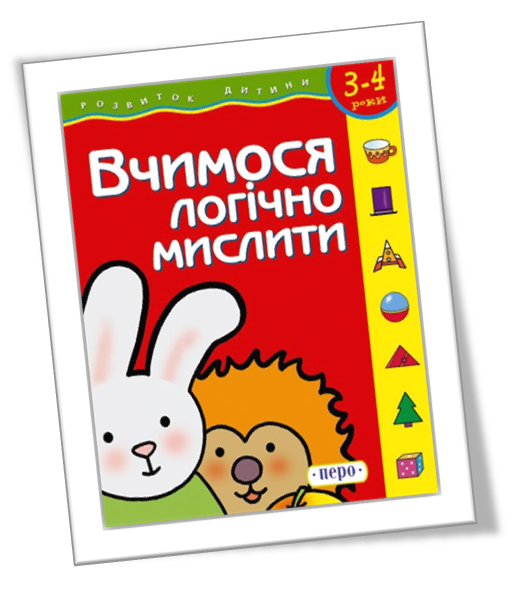 РОЗВИТОК ДИТИНИ
3-4
роки
Вчимося
логічно
мислити
·перо·